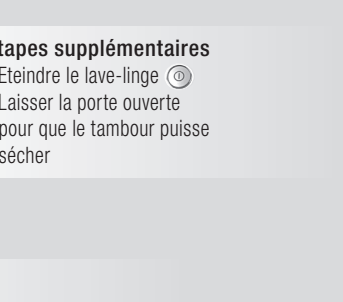 tapes supplémentaires
Eteindre le lave-linge
Laisser la porte ouverte
pour que le tambour puisse
sécher